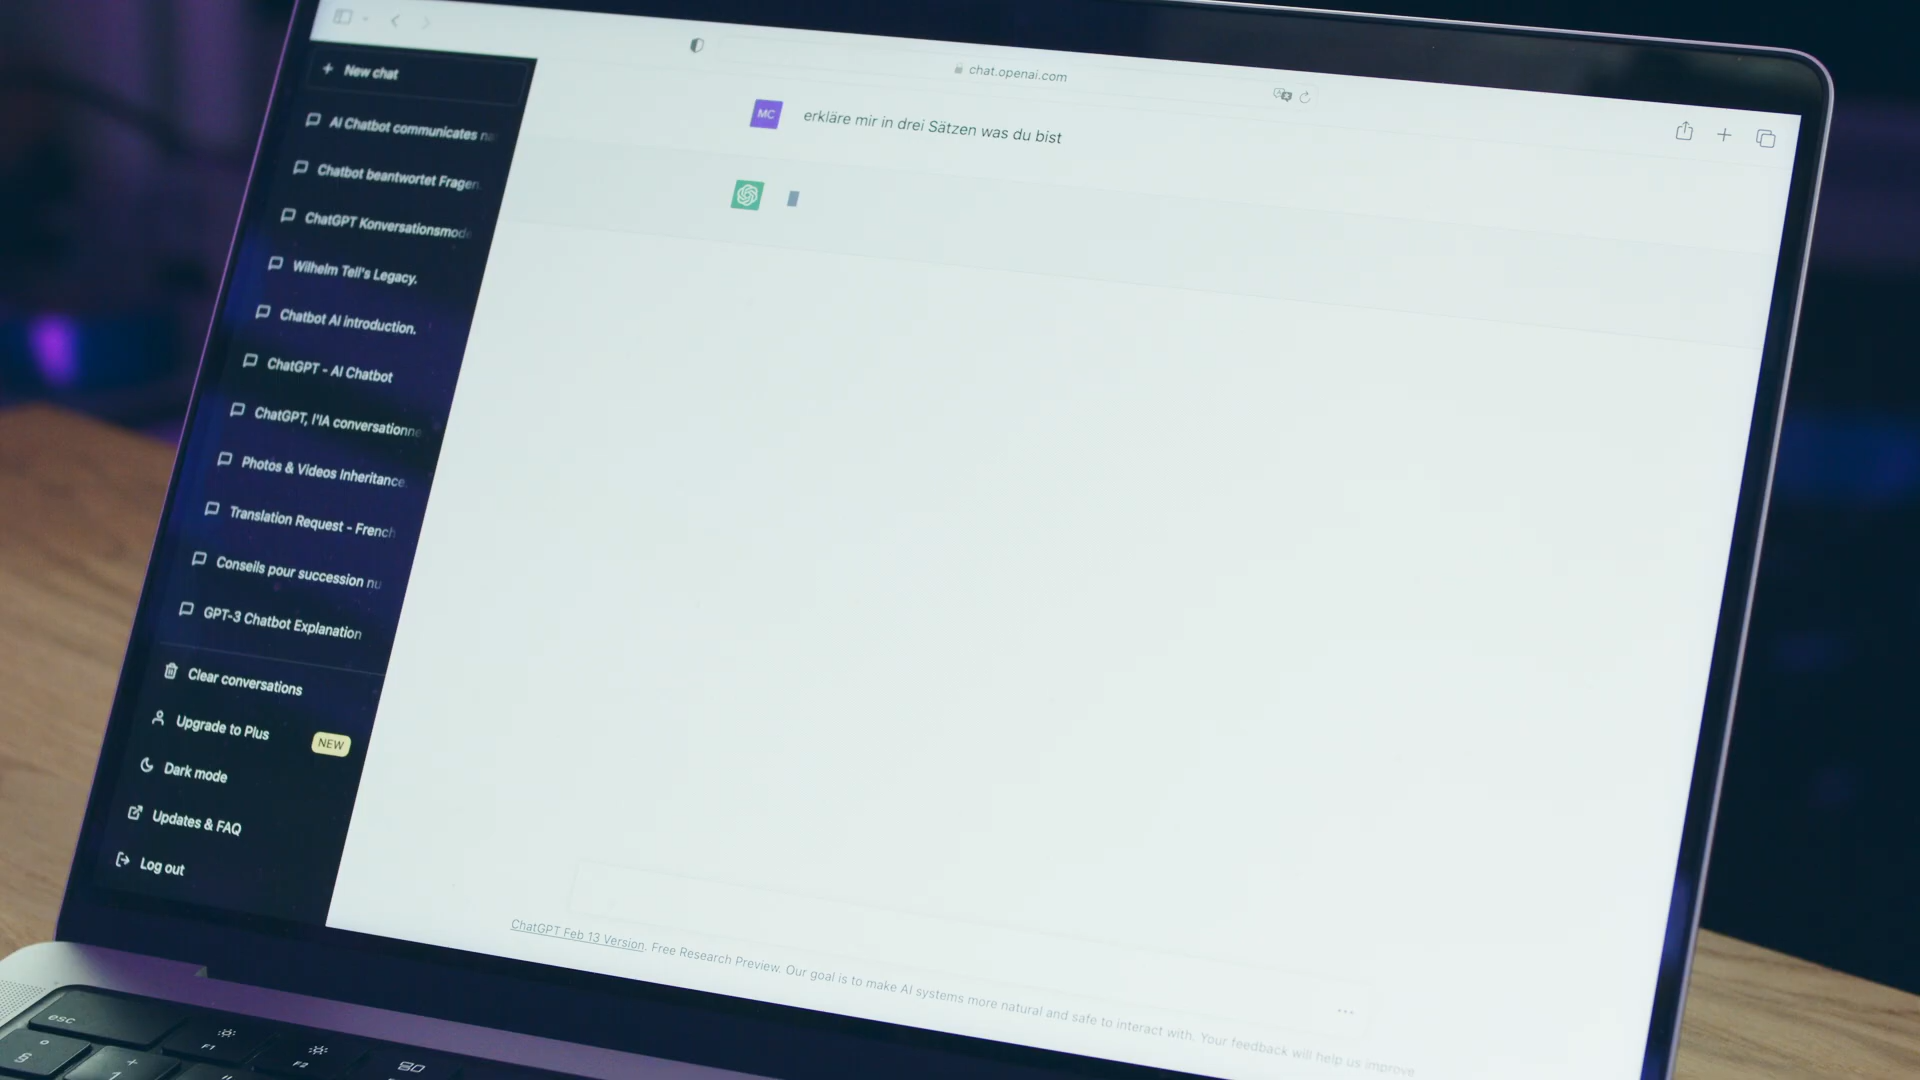 chat.openai.com
New chat
AI Chatbot communicates
Chatbot beantwortet Fragen
ChatGPT Konversationsmod
Wilhelm Tell's Legacy.
Chatbot AI introduction.
ChatGPT - AI Chatbot
ChatGPT, l'IA conversationne
Photos & Videos Inheritance
Translation Request - French
Conseils pour succession nu
GPT-3 Chatbot Explanation
Clear conversations
Upgrade to Plus NEW
Dark mode
Updates & FAQ
Log out
MC erkläre mir in drei Sätzen was du bist
ChatGPT Feb 13 Version. Free Research Preview. Our goal is to make AI systems more natural and safe to interact with. Your feedback will help us improve
esc
F1
F2
§
1